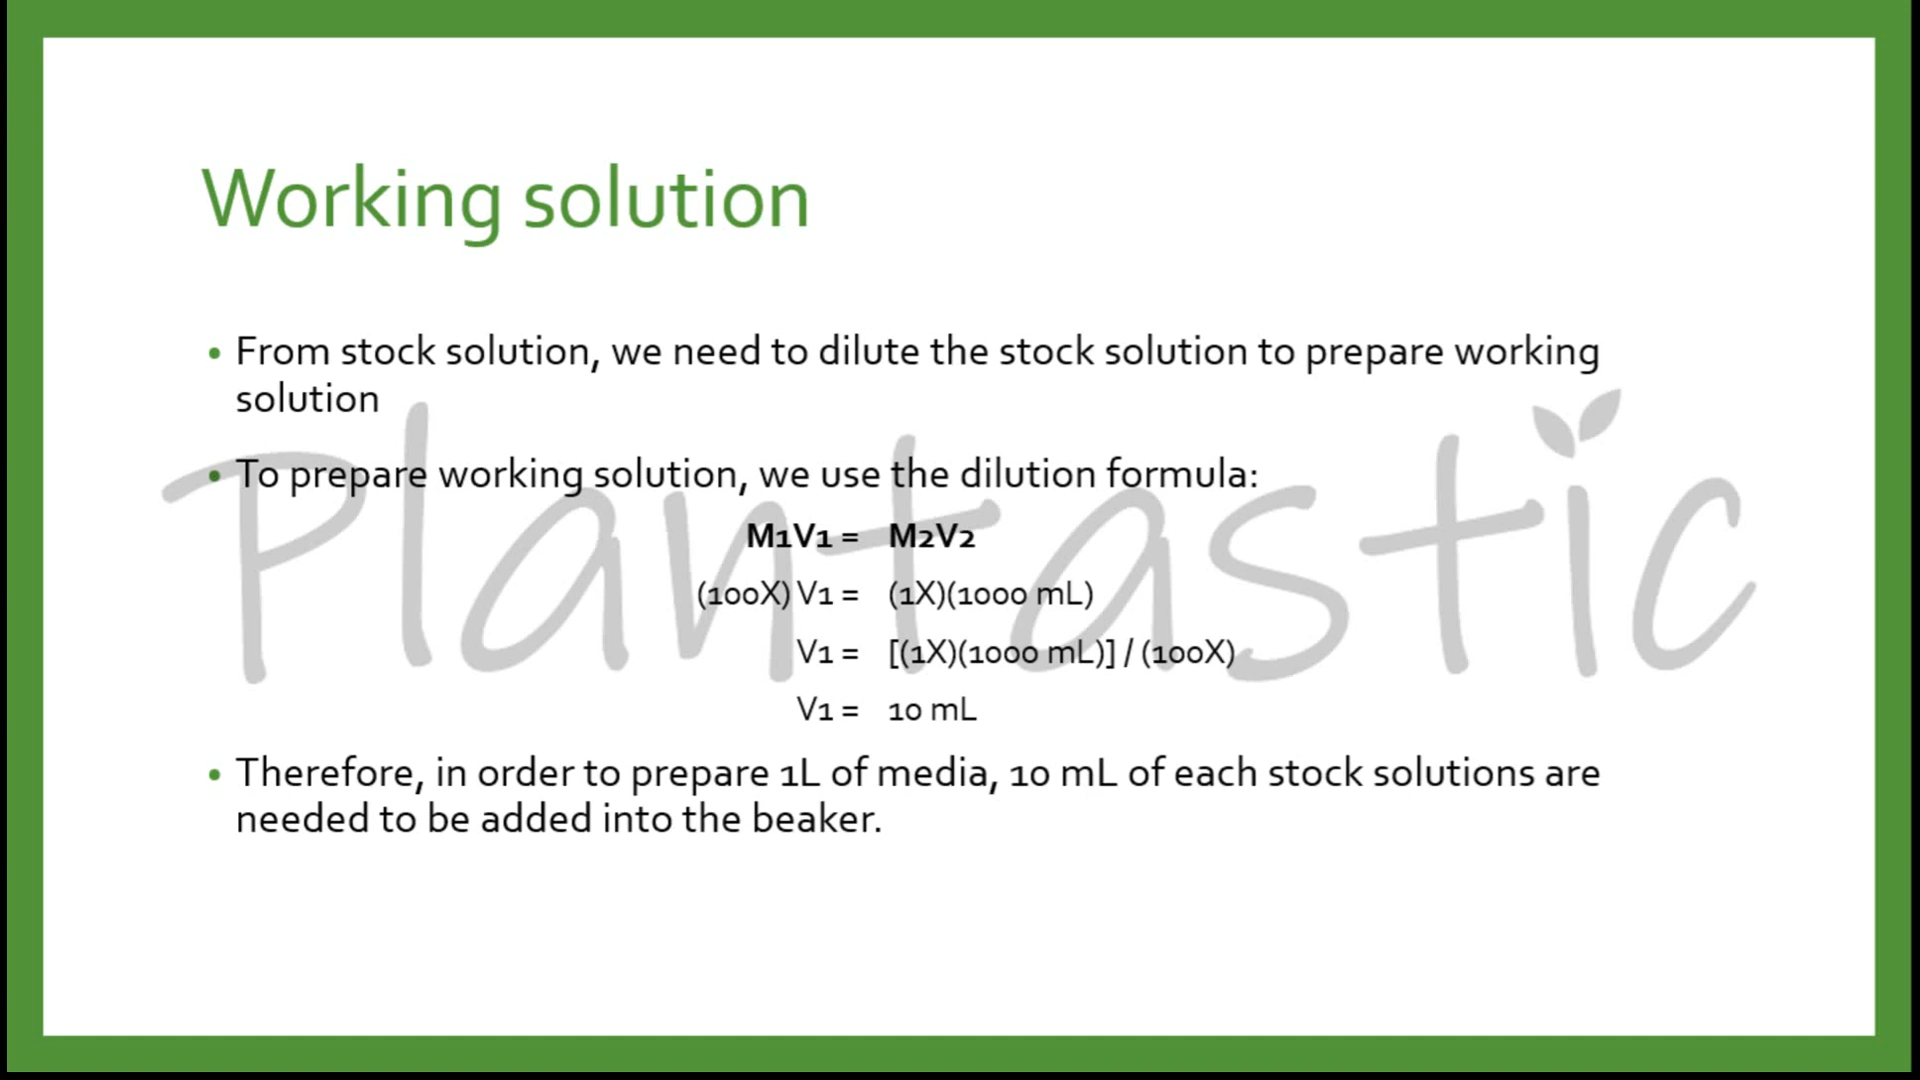 Working solution
• From stock solution, we need to dilute the stock solution to prepare working
solution
• To prepare working solution, we use the dilution formula:
M1V1 = M2V2
(100X) V1 = (1X)(1000 mL)
V1 = [(1X)(1000 mL)] / (100X)
V1 = 10 mL
• Therefore, in order to prepare 1L of media, 10 mL of each stock solutions are
needed to be added into the beaker.
Plantastic